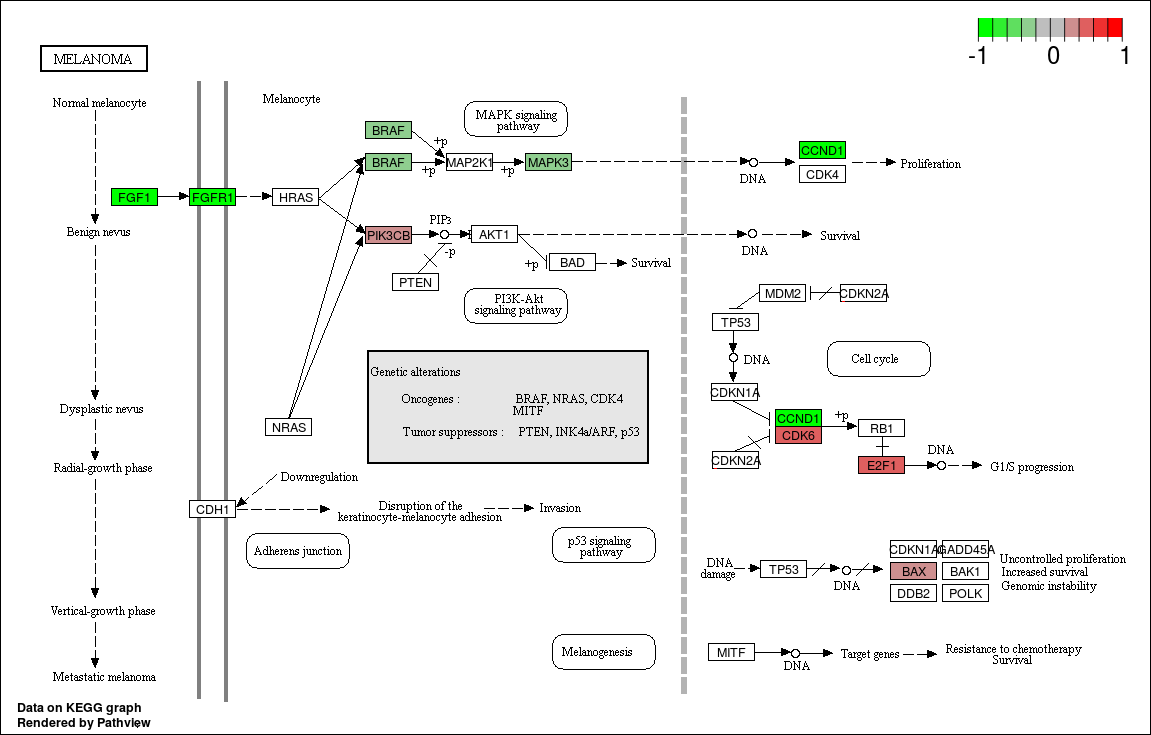 -1 0 1
MELANOMA
Normal melanocyte
Melanocyte
MAPK signaling
pathway
BRAF
+p
BRAF
+p
MAP2K1
+p
MAPK3
DNA
CCND1
CDK4
Proliferation
FGF1
FGFR1
HRAS
Benign nevus
PIK3CB
PIP3
-p
AKT1
DNA
Survival
+p
BAD
Survival
PTEN
PI3K-Akt
signaling pathway
MDM2
CDKN2A
TP53
DNA
Cell cycle
CDKN1A
Genetic alterations
Oncogenes : BRAF, NRAS, CDK4
MITF
Tumor suppressors : PTEN, INK4a/ARF, p53
Dysplastic nevus
NRAS
CCND1
CDK6
+p
RB1
CDKN2A
E2F1
DNA
G1/S progression
Radial-growth phase
Downregulation
CDH1
Disruption of the
keratinocyte-melanocyte adhesion
Invasion
Adherens junction
p53 signaling
pathway
DNA
damage
TP53
DNA
CDKN1A
GADD45A
BAX
BAK1
DDB2
POLK
Uncontrolled proliferation
Increased survival
Genomic instability
Vertical-growth phase
Melanogenesis
MITF
DNA
Target genes
Resistance to chemotherapy
Survival
Metastatic melanoma
Data on KEGG graph
Rendered by Pathview